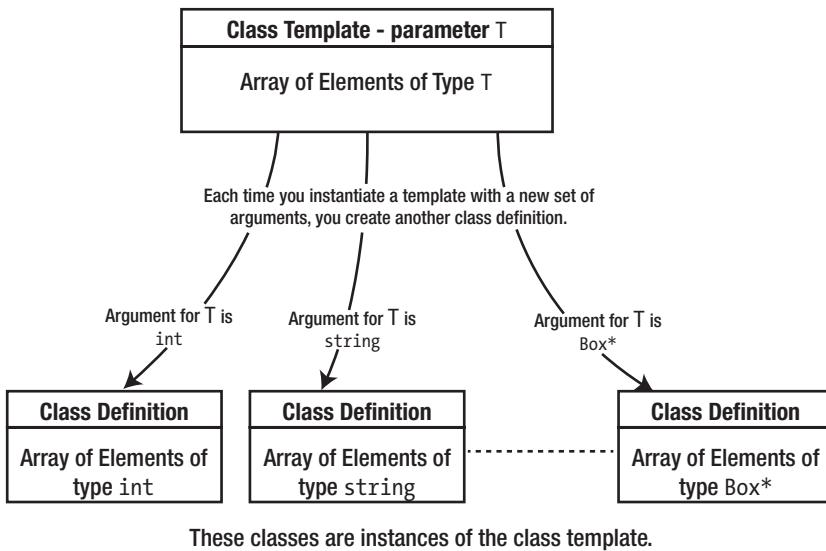 Class Template - parameter T
Array of Elements of Type T
Each time you instantiate a template with a new set of
arguments, you create another class definition.
Argument for T is
int
Argument for T is
string
Argument for T is
Box*
Class Definition
Array of Elements of
type int
Class Definition
Array of Elements of
type string
Class Definition
Array of Elements of
type Box*
These classes are instances of the class template.